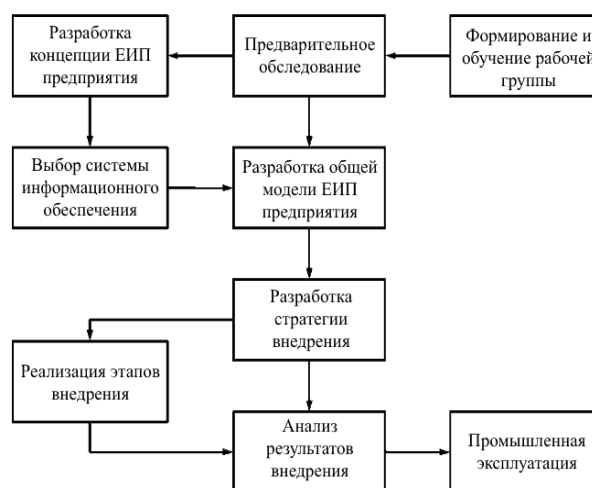 Разработка
концепции ЕИП
предприятия
Предварительное
обследование
Формирование и
обучение рабочей
группы
Выбор системы
информационного
обеспечения
Разработка общей
модели ЕИП
предприятия
Разработка
стратегии
внедрения
Реализация этапов
внедрения
Анализ
результатов
внедрения
Промышленная
эксплуатация